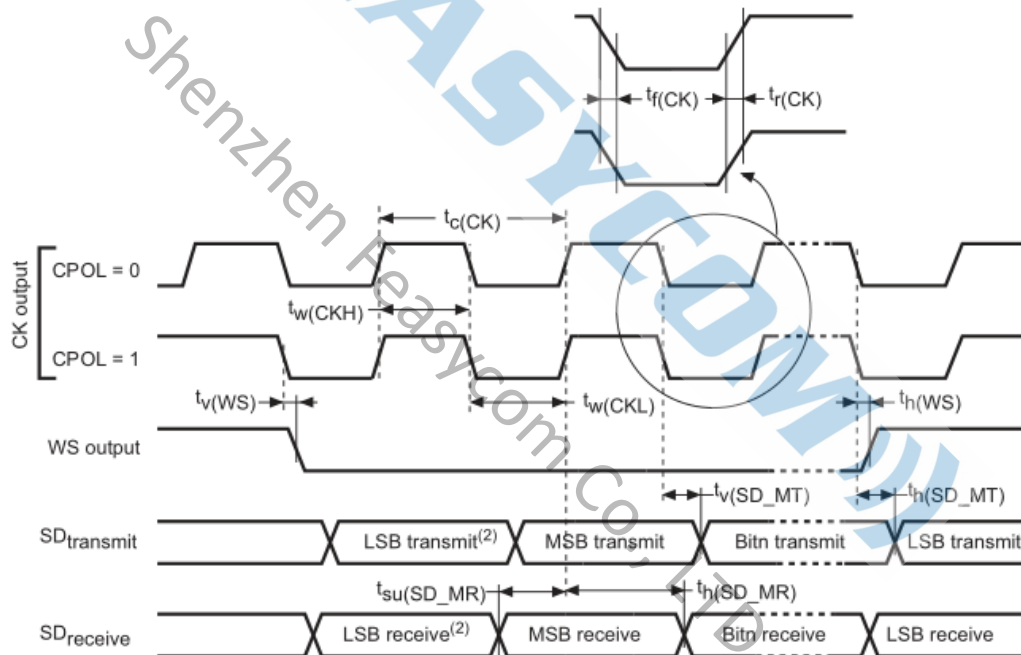 tf(CK)
tr(CK)
tc(CK)
CK output
CPOL = 0
tw(CKH)
CPOL = 1
tv(WS)
tw(CKL)
th(WS)
WS output
tv(SD_MT)
th(SD_MT)
SDtransmit
LSB transmit(2)
MSB transmit
Bitn transmit
LSB transmit
tsu(SD_MR)
th(SD_MR)
SDreceive
LSB receive(2)
MSB receive
Bitn receive
LSB receive
Shenzhen Feasycom Co., LTD
ASYCOM